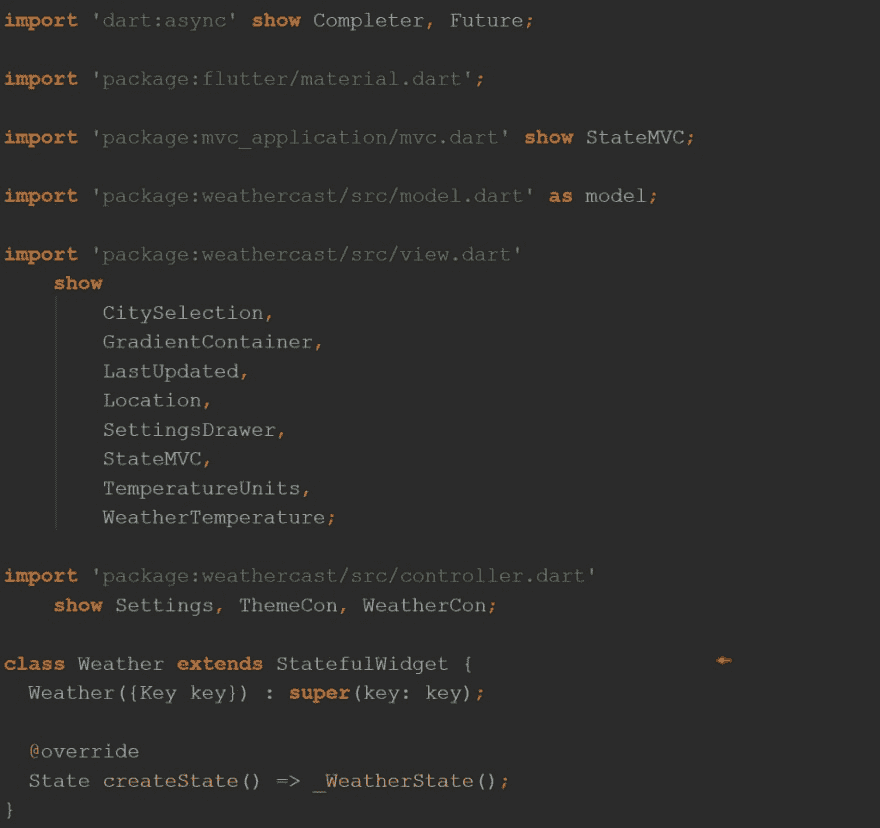 import 'dart:async' show Completer, Future;
import 'package:flutter/material.dart';
import 'package:mvc_application/mvc.dart' show StateMVC;
import 'package:weathercast/src/model.dart' as model;
import 'package:weathercast/src/view.dart'
    show
        CitySelection,
        GradientContainer,
        LastUpdated,
        Location,
        SettingsDrawer,
        StateMVC,
        TemperatureUnits,
        WeatherTemperature;
import 'package:weathercast/src/controller.dart'
    show Settings, ThemeCon, WeatherCon;
class Weather extends StatefulWidget {
  Weather({Key key}) : super(key: key);
  @override
  State createState() => _WeatherState();
}